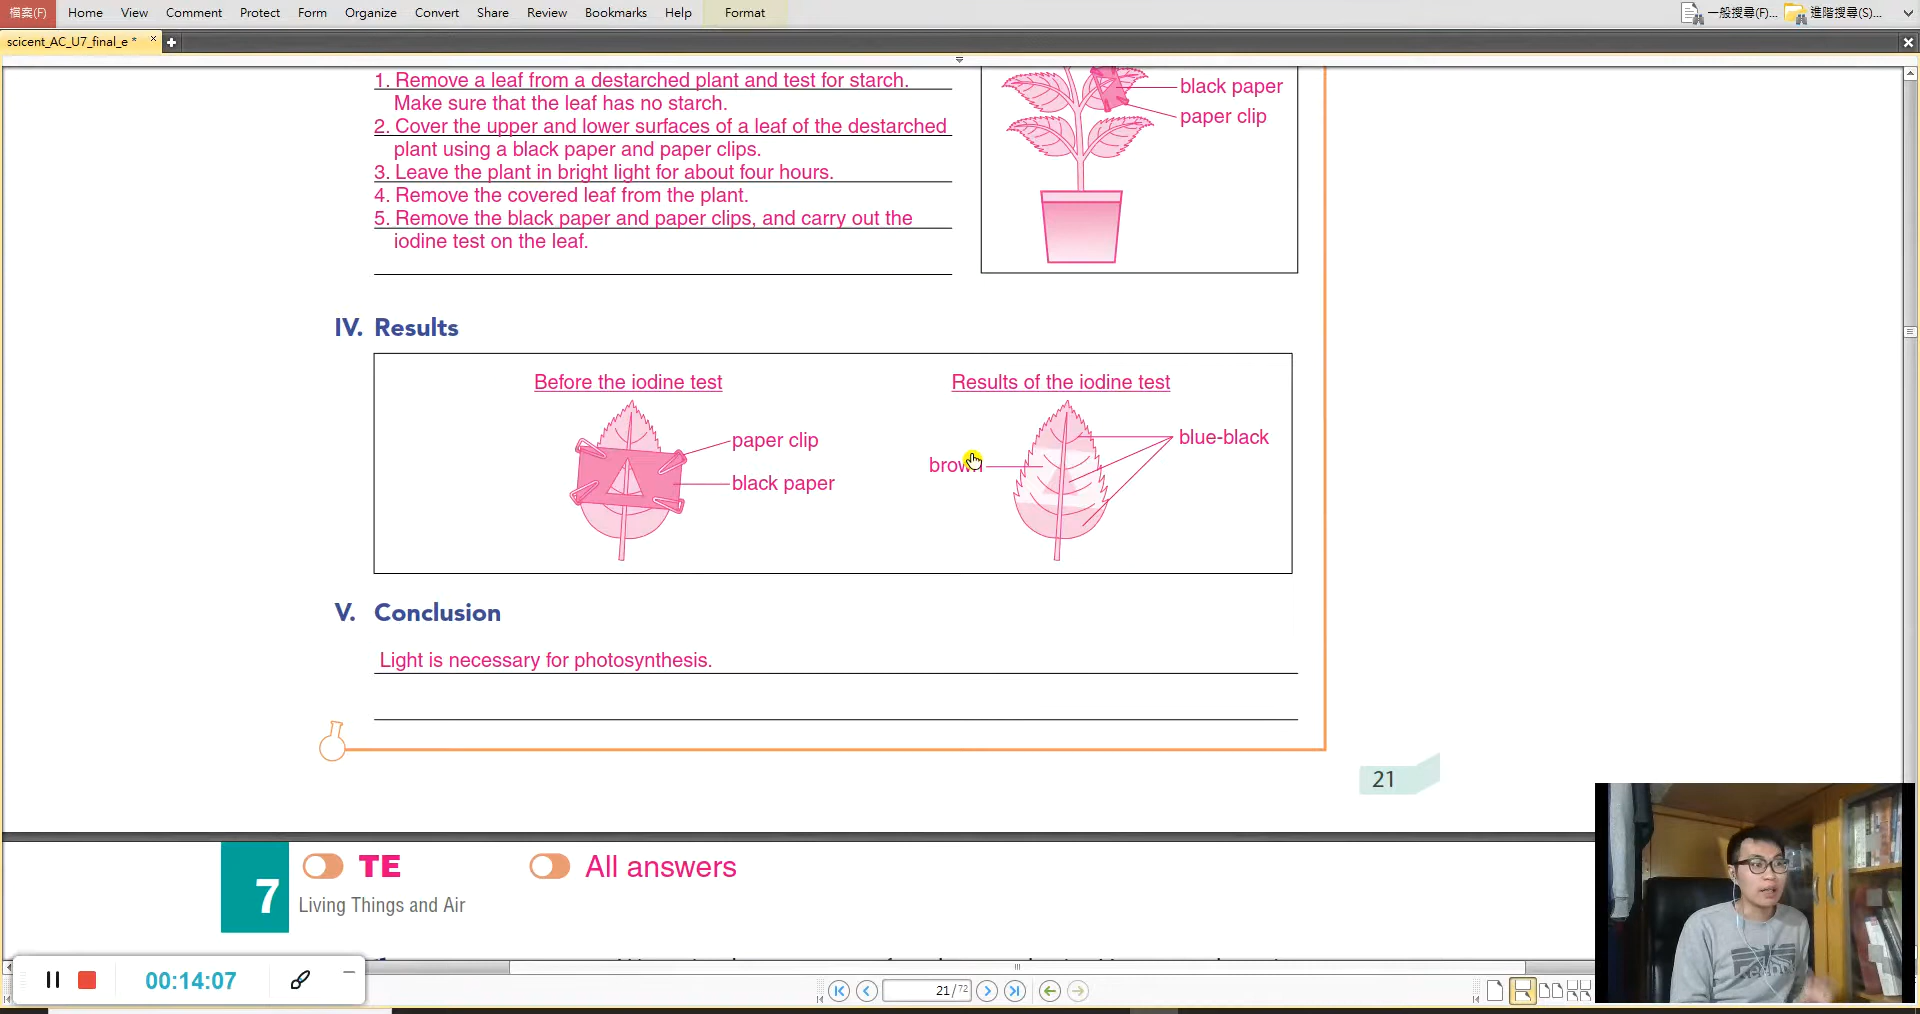 檔案(F) Home View Comment Protect Form Organize Convert Share Review Bookmarks Help Format 一般搜尋(F)... 進階搜尋(S)...
scicent_AC_U7_final_e *
1. Remove a leaf from a destarched plant and test for starch.
Make sure that the leaf has no starch.
2. Cover the upper and lower surfaces of a leaf of the destarched
plant using a black paper and paper clips.
3. Leave the plant in bright light for about four hours.
4. Remove the covered leaf from the plant.
5. Remove the black paper and paper clips, and carry out the
iodine test on the leaf.
black paper
paper clip
IV. Results
Before the iodine test
paper clip
black paper
Results of the iodine test
brown
blue-black
V. Conclusion
Light is necessary for photosynthesis.
21
7
TE All answers
Living Things and Air
00:14:07
21/72